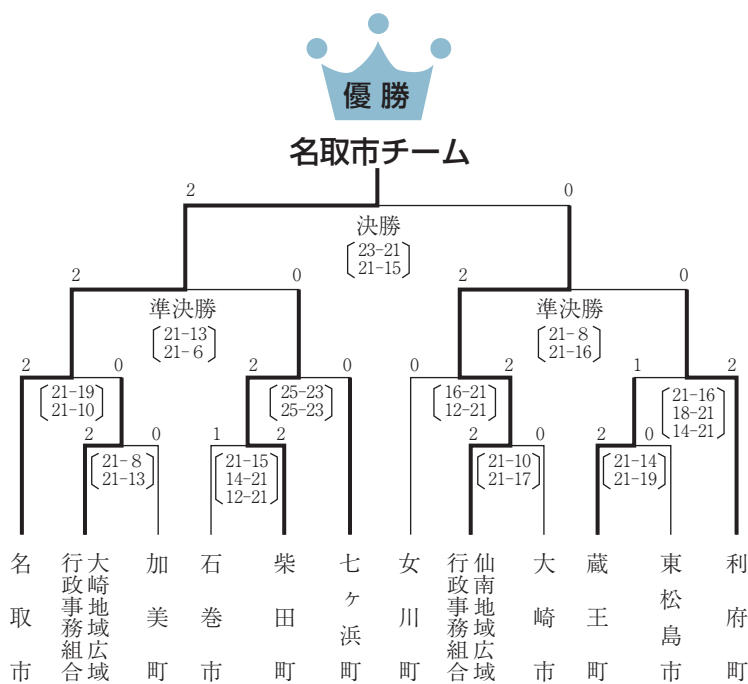 優勝
名取市チーム
2
0
決勝
23-21
21-15
2
0
2
0
準決勝
21-13
21-6
準決勝
21-8
21-16
2
0
2
0
0
2
1
2
21-19
21-10
25-23
25-23
16-21
12-21
21-16
18-21
14-21
2
0
1
2
2
0
2
0
21-8
21-13
21-15
14-21
12-21
21-10
21-17
21-14
21-19
名取市
大崎地域広域
行政事務組合
加美町
石巻市
柴田町
七ヶ浜町
女川町
仙南地域広域
行政事務組合
大崎市
蔵王町
東松島市
利府町